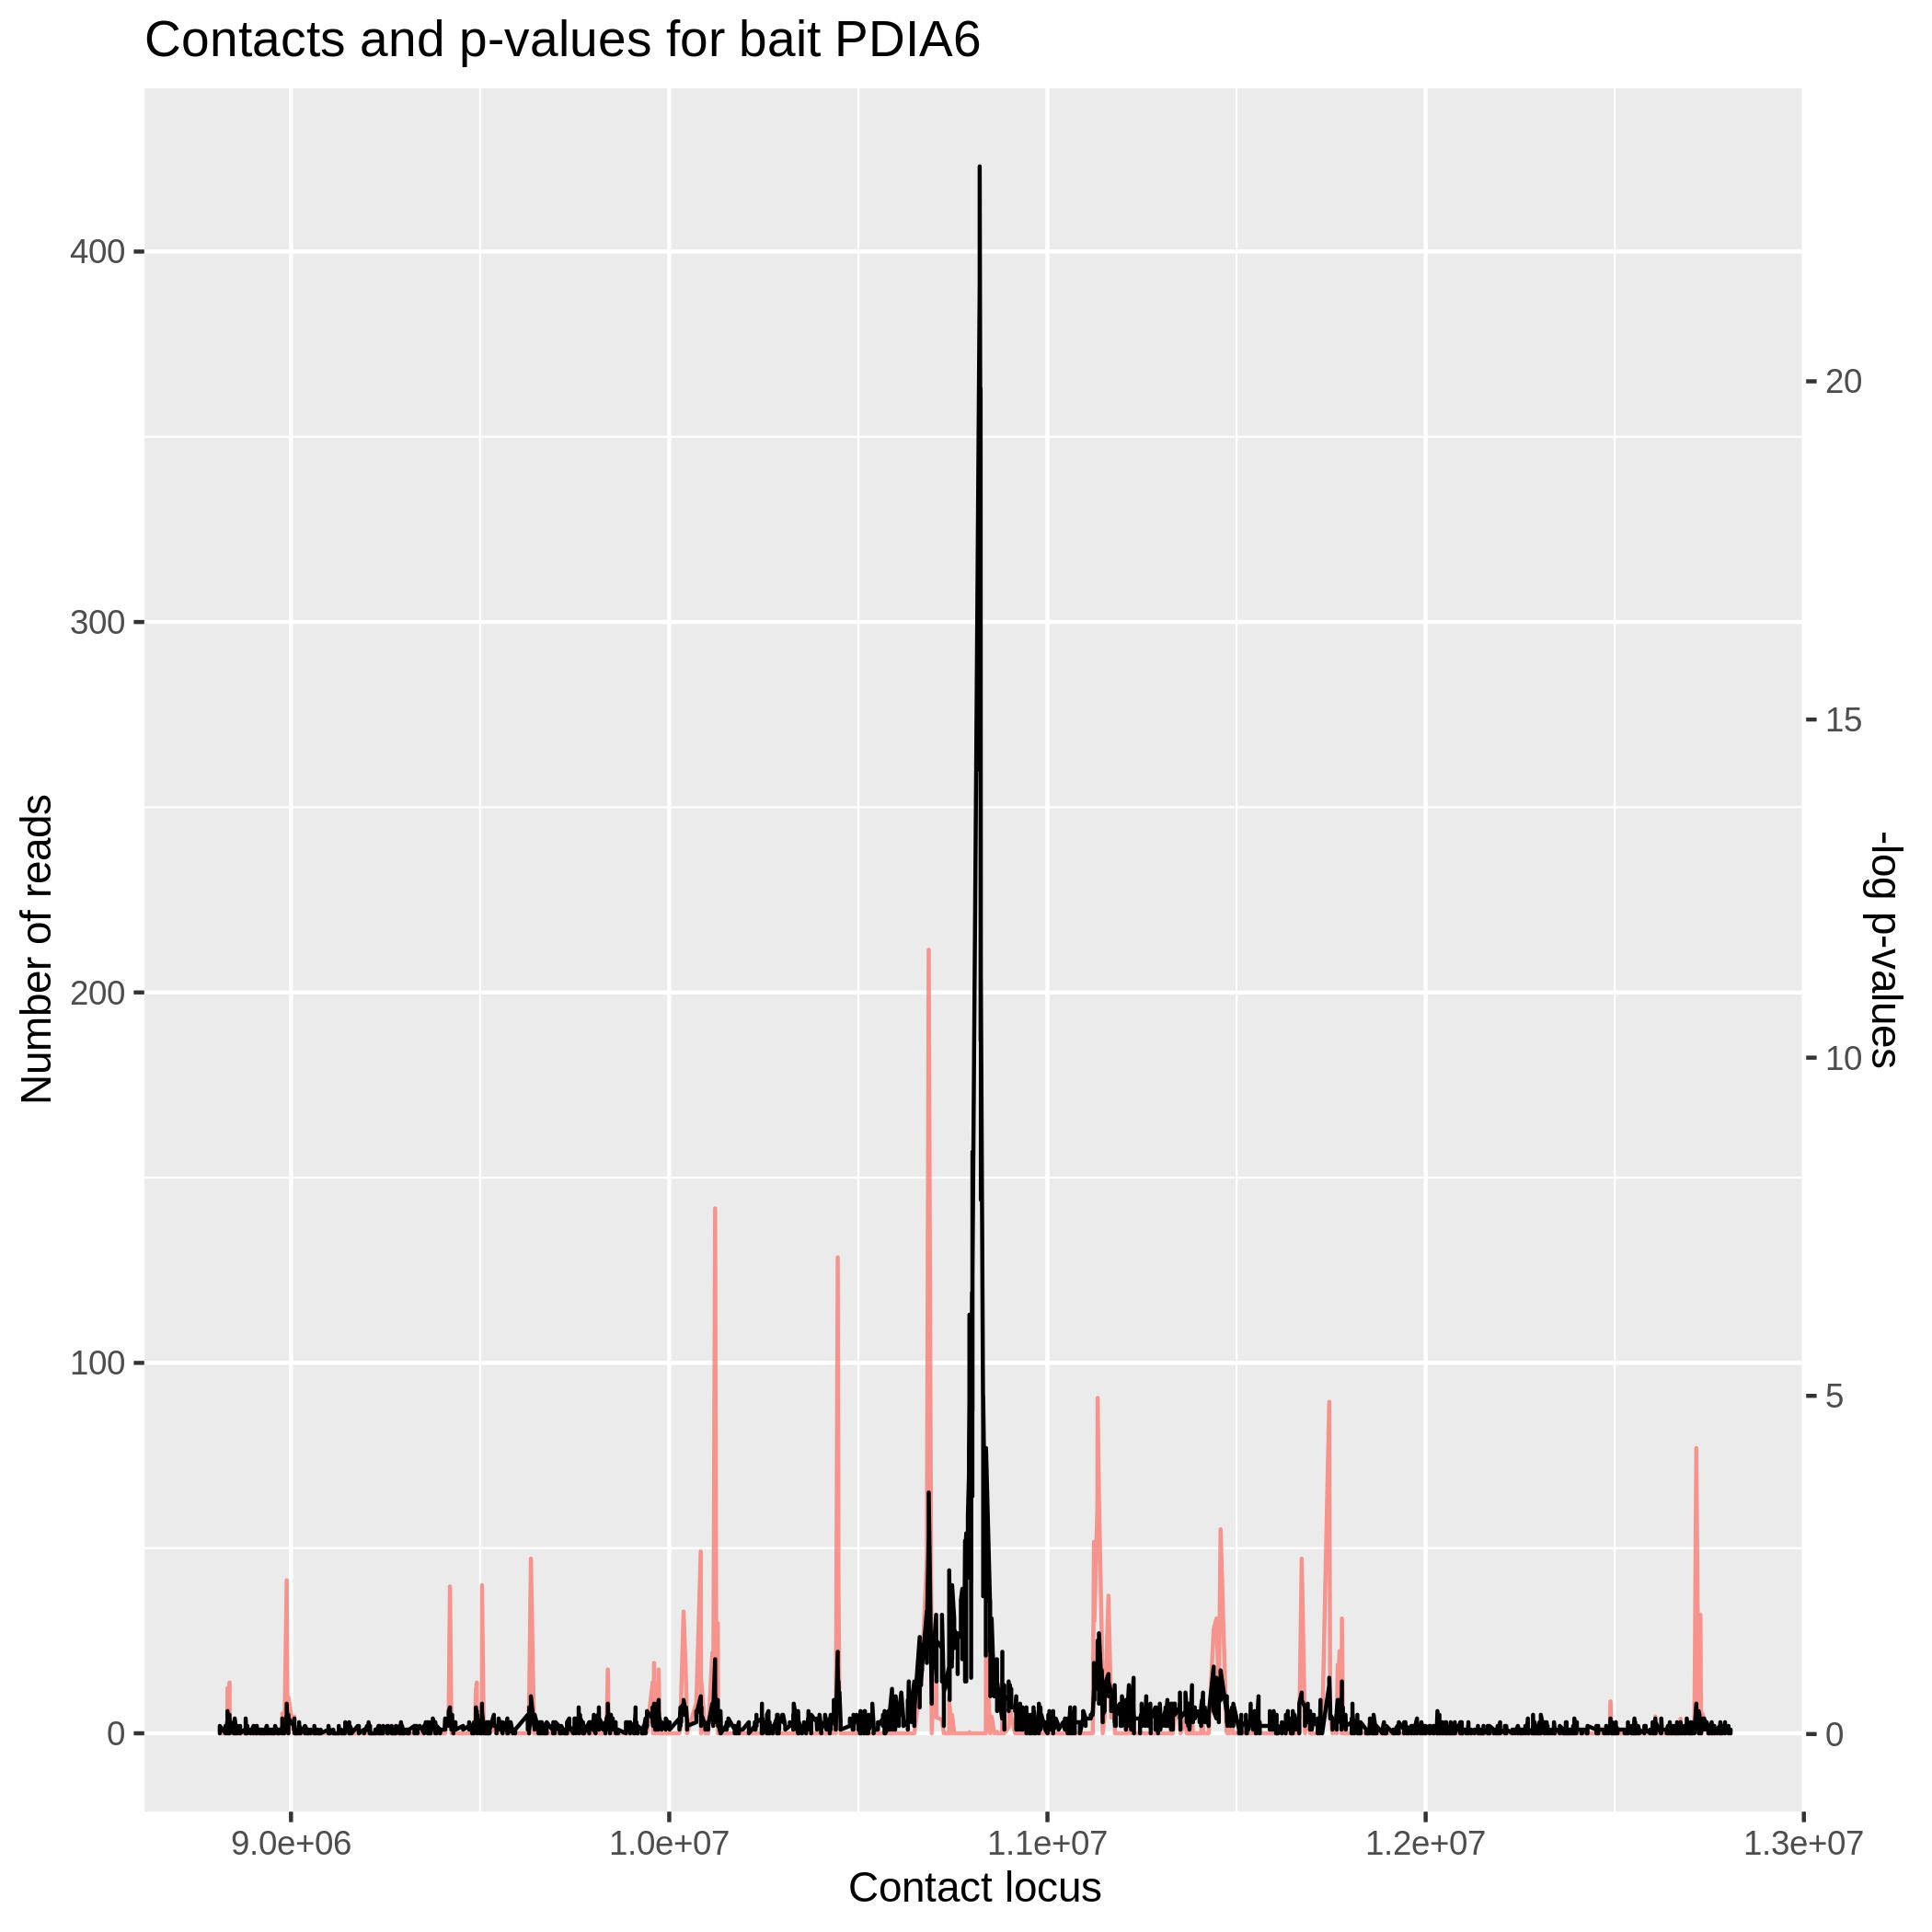 Contacts and p-values for bait PDIA6
Number of reads
400
300
200
100
0
20
15
10
5
0
-log p-values
9.0e+06
1.0e+07
1.1e+07
1.2e+07
1.3e+07
Contact locus